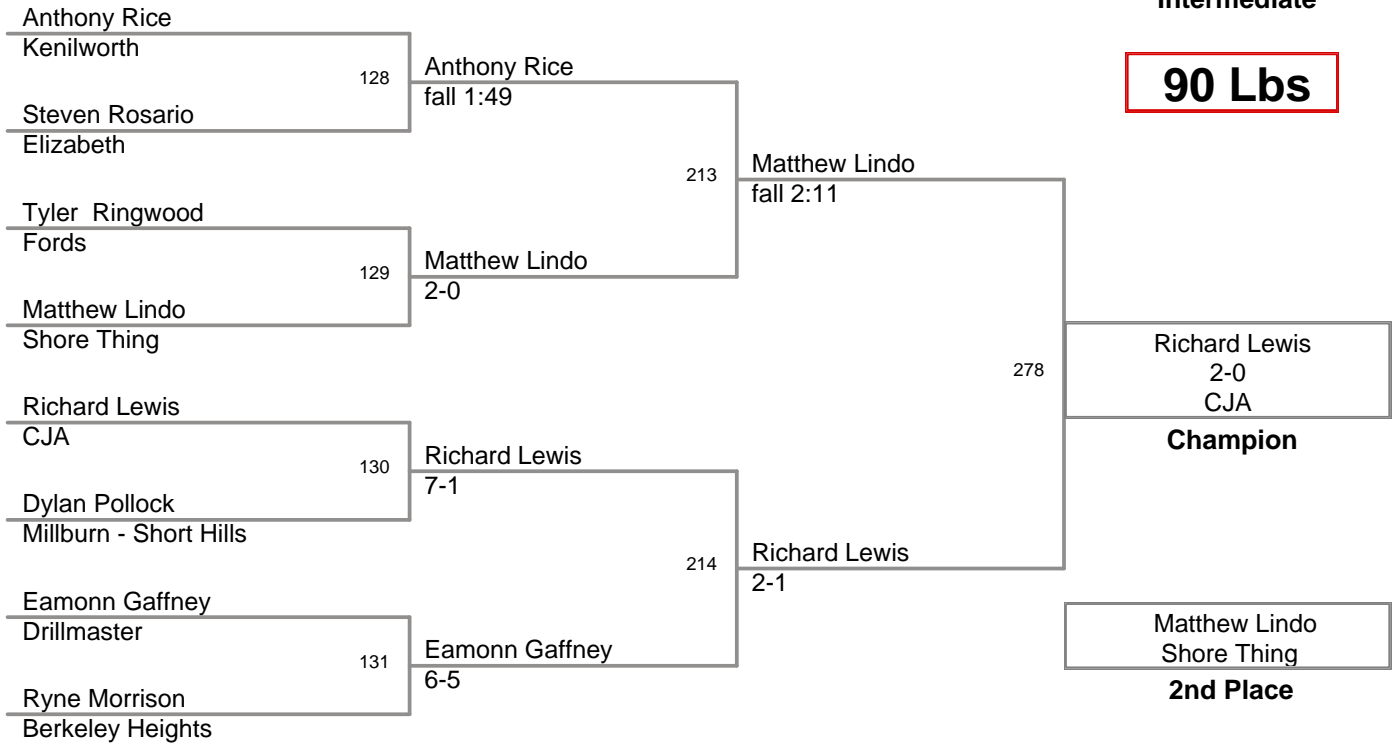 Intermediate
90 Lbs
Anthony Rice
Kenilworth
128
Steven Rosario
Elizabeth
Tyler  Ringwood
Fords
129
Matthew Lindo
Shore Thing
Richard Lewis
CJA
130
Dylan Pollock
Millburn - Short Hills
Eamonn Gaffney
Drillmaster
131
Ryne Morrison
Berkeley Heights
Anthony Rice
fall 1:49
213
Matthew Lindo
2-0
Richard Lewis
7-1
214
Eamonn Gaffney
6-5
Matthew Lindo
fall 2:11
278
Richard Lewis
2-1
Richard Lewis
2-0
CJA
Champion
Matthew Lindo
Shore Thing
2nd Place